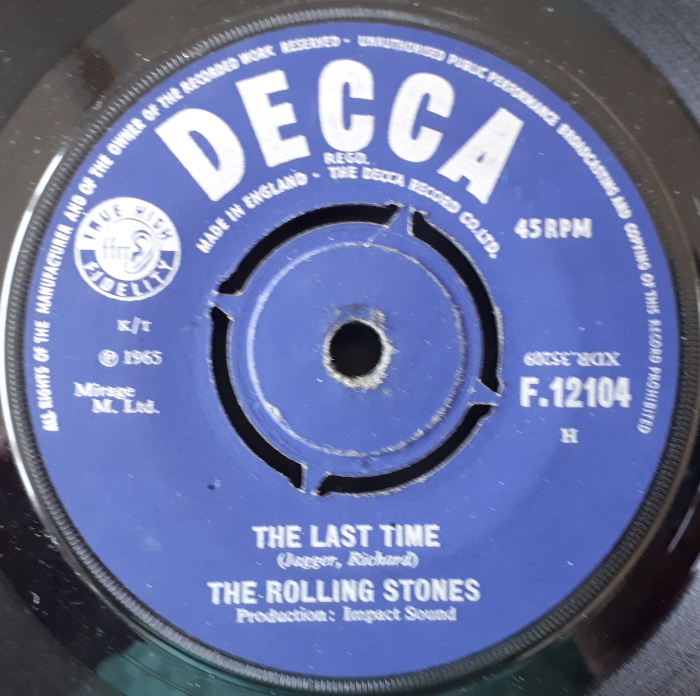 ALL RIGHTS OF THE MANUFACTURER AND OF THE OWNER OF THE RECORDED WORK RESERVED · UNAUTHORISED PUBLIC PERFORMANCE BROADCASTING AND COPYING OF THIS RECORD PROHIBITED
DECCA
REGD.
MADE IN ENGLAND · THE DECCA RECORD CO. LTD.
TRUE HIGH
ffrr
FIDELITY
45 RPM
K/T
℗ 1965
Mirage
M. Ltd.
XDR.35209
F.12104
H
THE LAST TIME
(Jagger, Richard)
THE ROLLING STONES
Production: Impact Sound